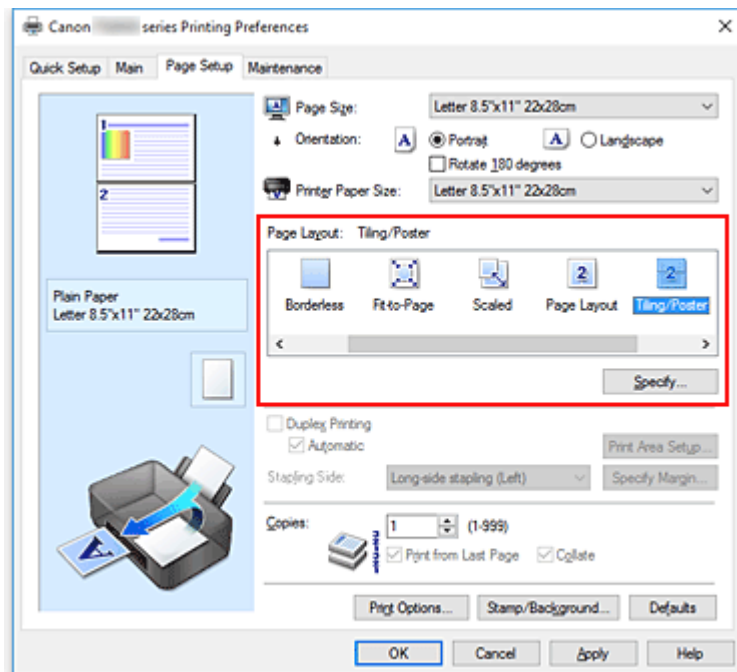 Canon series Printing Preferences
Quick Setup Main Page Setup Maintenance
1
2
Plain Paper
Letter 8.5"x11" 22x28cm
Page Size: Letter 8.5"x11" 22x28cm
Orientation: A Portrait A Landscape
Rotate 180 degrees
Printer Paper Size: Letter 8.5"x11" 22x28cm
Page Layout: Tiling/Poster
2 2
Borderless Fit-to-Page Scaled Page Layout Tiling/Poster
Specify...
Duplex Printing
Automatic Print Area Setup...
Stapling Side: Long-side stapling (Left) Specify Margin...
Copies: 1 (1-999)
Print from Last Page Collate
Print Options... Stamp/Background... Defaults
OK Cancel Apply Help